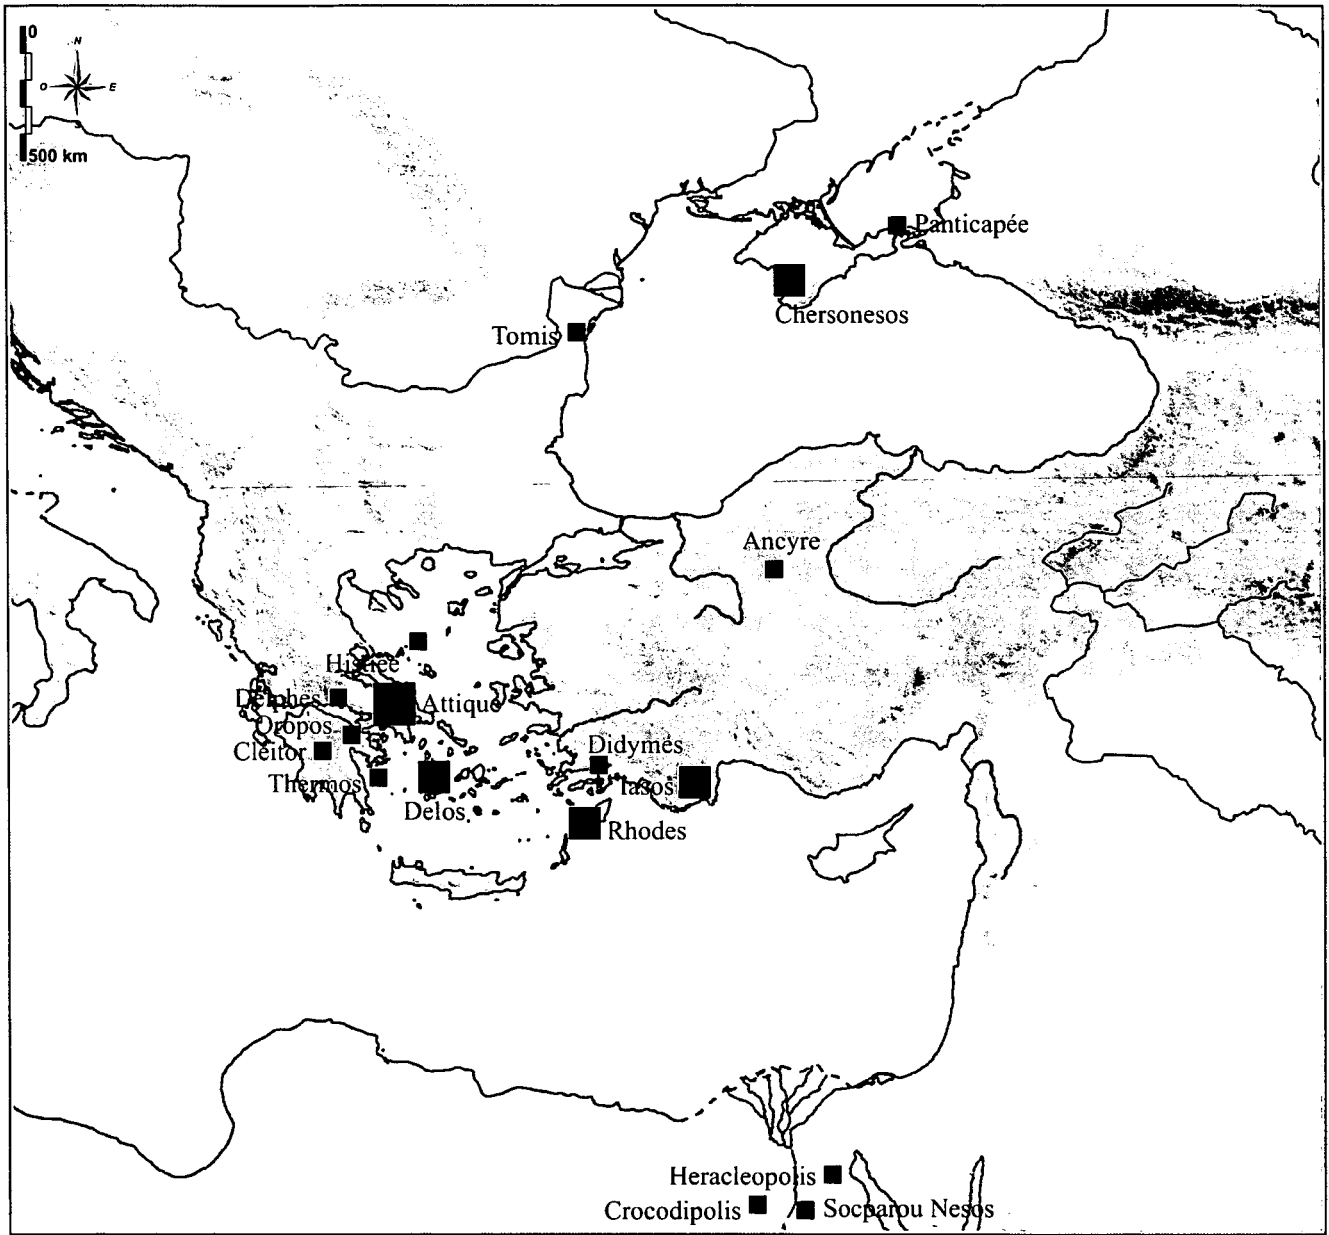 0
N
O E
S
500 km
Panticapée
Chersonesos
Tomis
Ancyre
Histiée
Delphes
Attique
Oropos
Cleitor
Didymes
Thermos
Iasos
Delos
Rhodes
Heracleopolis
Crocodipolis
Socparou Nesos